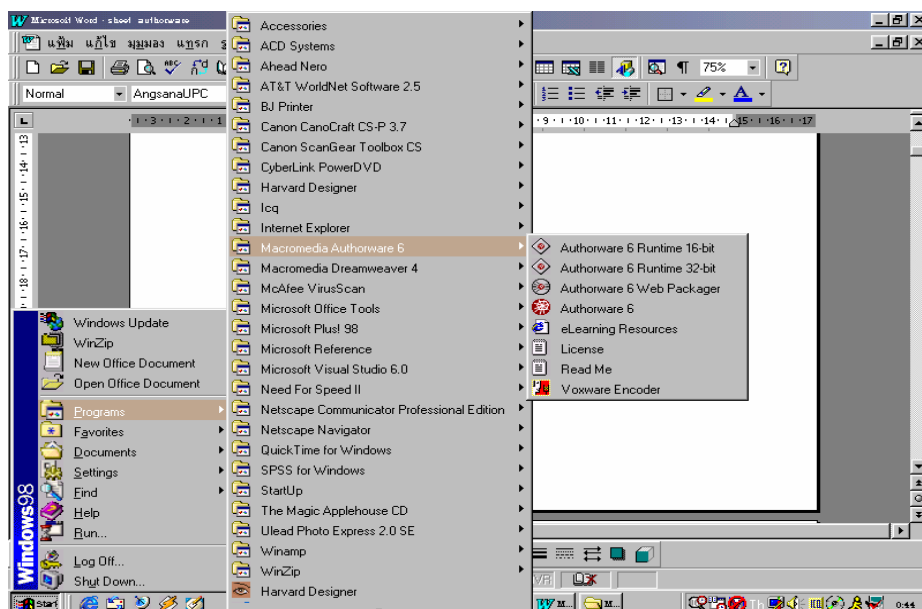 Microsoft Word - sheet authorware
แฟ้ม แก้ไข มุมมอง แทรก
75%
Normal AngsanaUPC
Accessories
ACD Systems
Ahead Nero
AT&T WorldNet Software 2.5
BJ Printer
Canon CanoCraft CS-P 3.7
Canon ScanGear Toolbox CS
CyberLink PowerDVD
Harvard Designer
Icq
Internet Explorer
Macromedia Authorware 6
Macromedia Dreamweaver 4
McAfee VirusScan
Microsoft Office Tools
Microsoft Plus! 98
Microsoft Reference
Microsoft Visual Studio 6.0
Need For Speed II
Netscape Communicator Professional Edition
Netscape Navigator
QuickTime for Windows
SPSS for Windows
StartUp
The Magic Applehouse CD
Ulead Photo Express 2.0 SE
Winamp
WinZip
Harvard Designer
Authorware 6 Runtime 16-bit
Authorware 6 Runtime 32-bit
Authorware 6 Web Packager
Authorware 6
eLearning Resources
License
Read Me
Voxware Encoder
Windows Update
WinZip
New Office Document
Open Office Document
Programs
Favorites
Documents
Settings
Find
Help
Run...
Log Off...
Shut Down...
Windows98
Start
W M...
M...
9:44